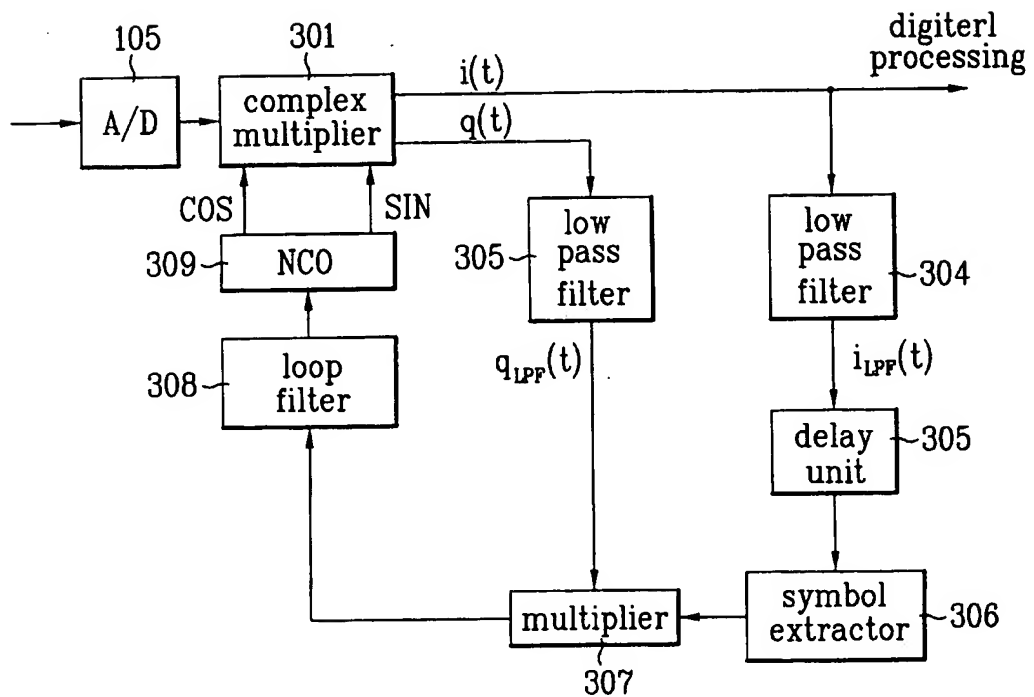 digiterl
processing
105
301
i(t)
A/D
complex
multiplier
q(t)
COS
SIN
309
NCO
305
low
pass
filter
low
pass
filter
304
308
loop
filter
qLPF(t)
iLPF(t)
delay
unit
305
multiplier
307
symbol
extractor
306